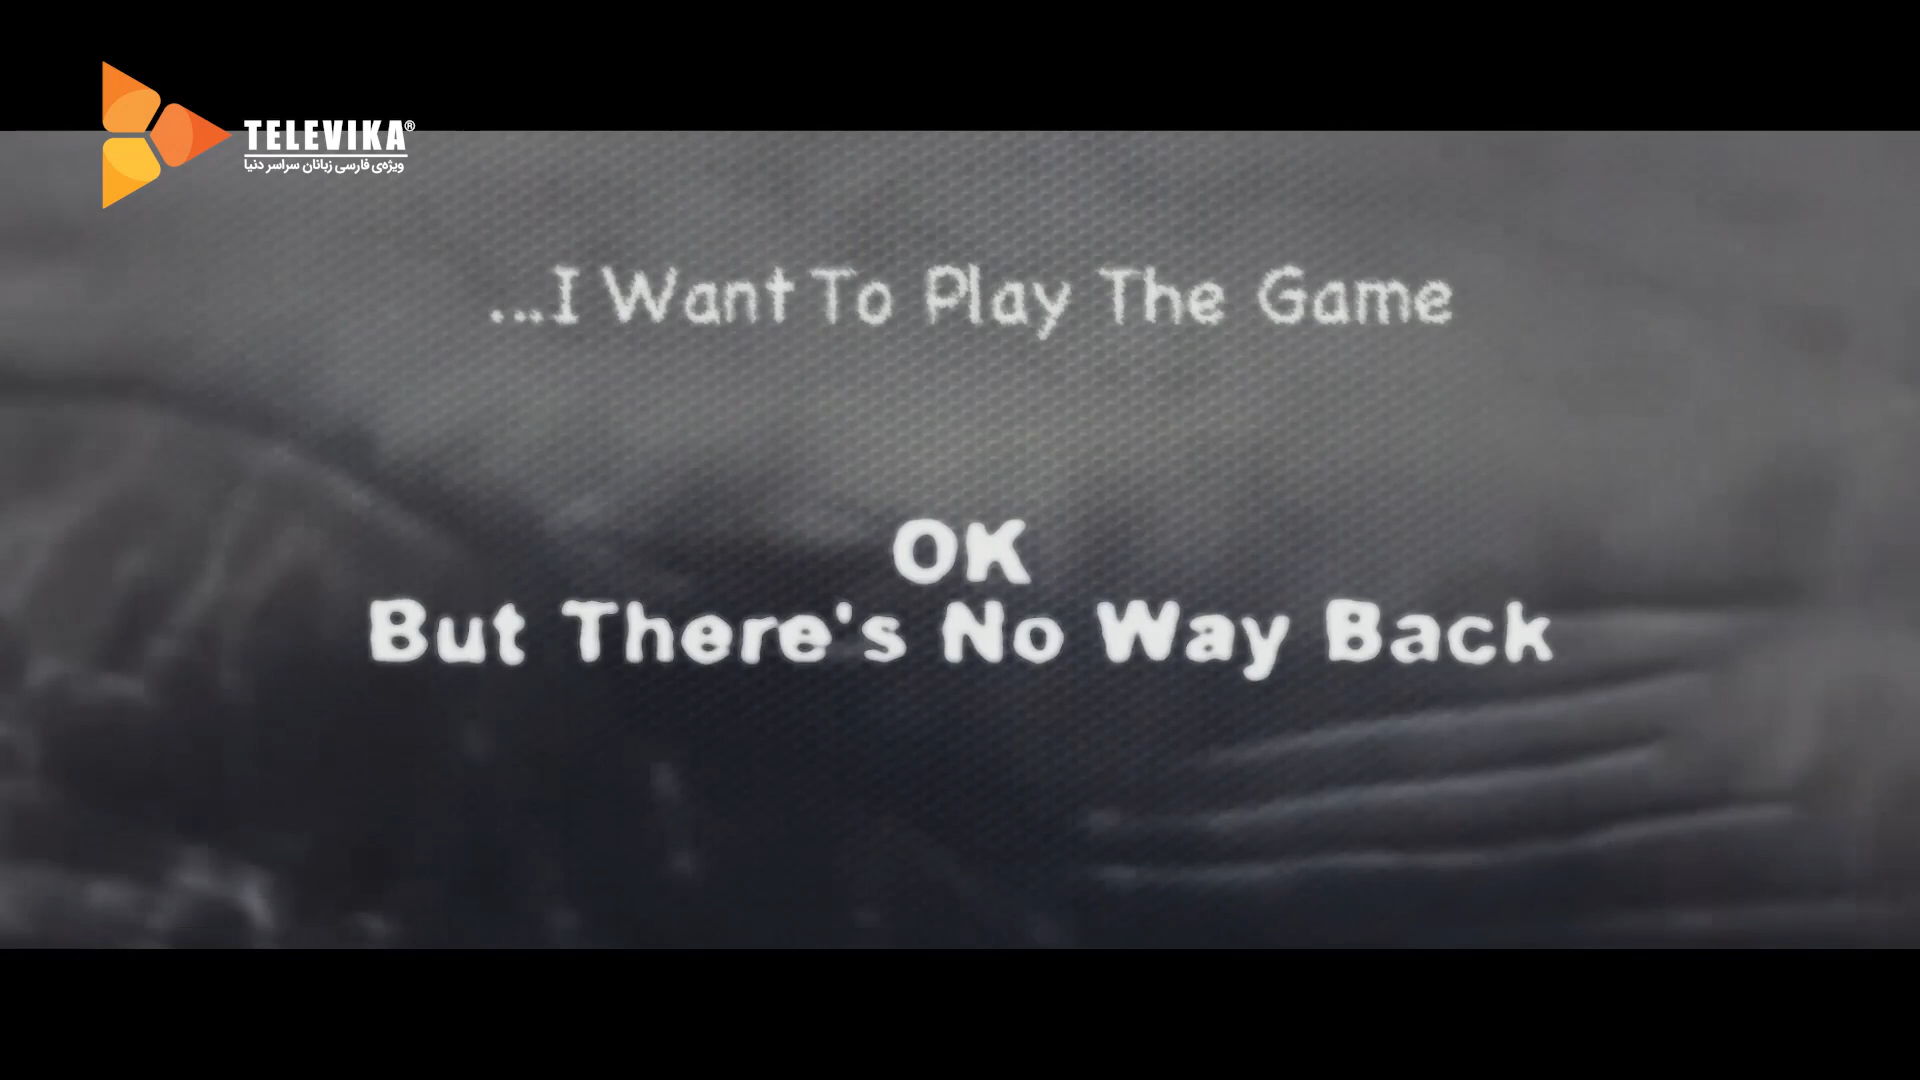 TELEVIKA®
ویژه‌ی فارسی زبانان سراسر دنیا
...I Want To Play The Game
OK
But There's No Way Back